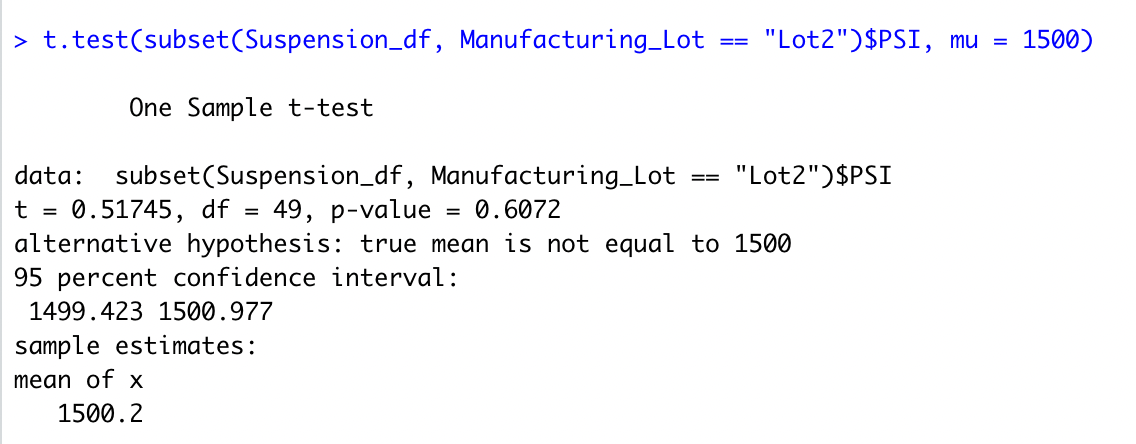 > t.test(subset(Suspension_df, Manufacturing_Lot == "Lot2")$PSI, mu = 1500)
One Sample t-test
data:  subset(Suspension_df, Manufacturing_Lot == "Lot2")$PSI
t = 0.51745, df = 49, p-value = 0.6072
alternative hypothesis: true mean is not equal to 1500
95 percent confidence interval:
1499.423 1500.977
sample estimates:
mean of x
1500.2